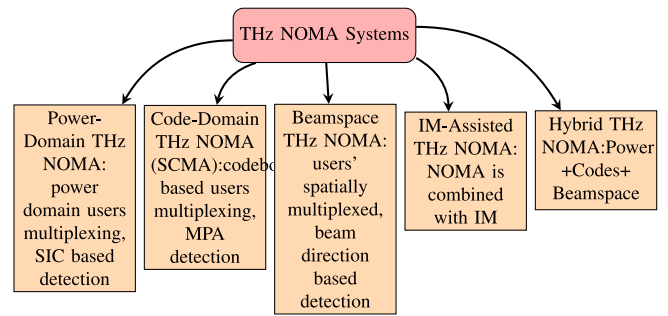 THz NOMA Systems
Power-
Domain THz
NOMA:
power
domain users
multiplexing,
SIC based
detection
Code-Domain
THz NOMA
(SCMA):codebo
based users
multiplexing,
MPA
detection
Beamspace
THz NOMA:
users'
spatially
multiplexed,
beam
direction
based
detection
IM-Assisted
THz NOMA:
NOMA is
combined
with IM
Hybrid THz
NOMA:Power
+Codes+
Beamspace